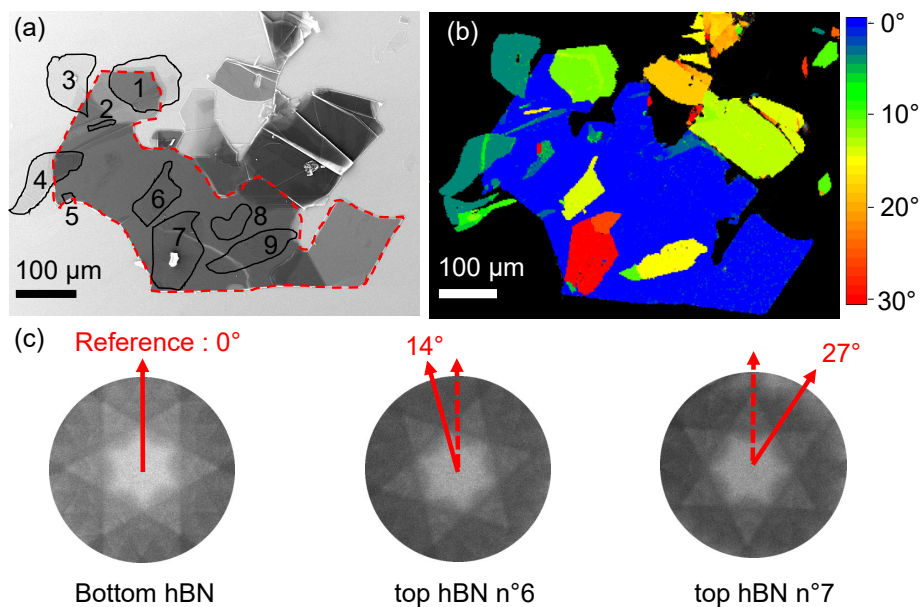 (a)
3
1
2
4
5
6
8
7
9
100 µm
(b)
0°
10°
20°
30°
100 µm
(c)
Reference : 0°
14°
27°
Bottom hBN
top hBN n°6
top hBN n°7